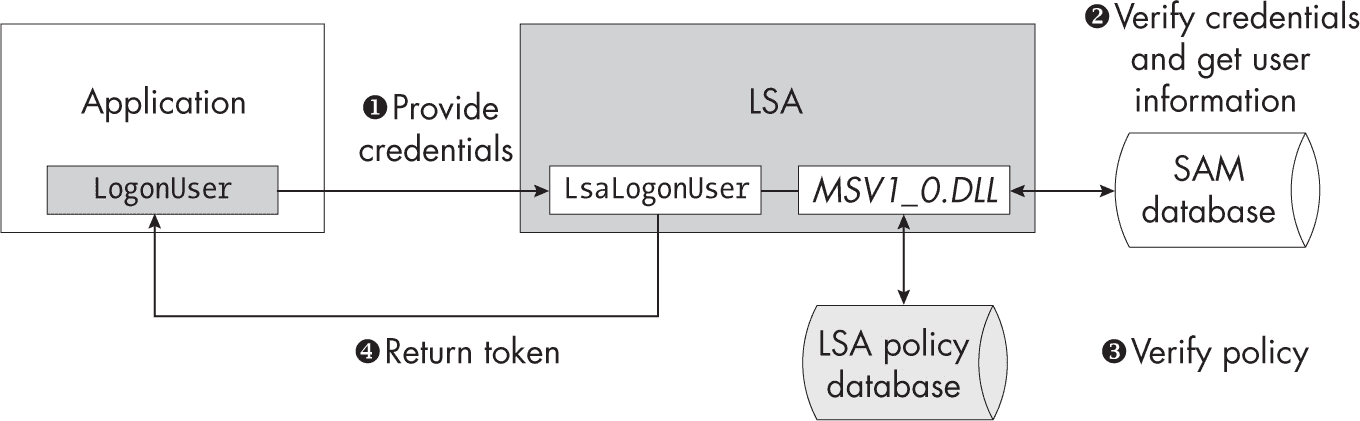 Application
LogonUser
❶ Provide
credentials
LSA
LsaLogonUser
MSV1_0.DLL
❷ Verify credentials
and get user
information
SAM
database
LSA policy
database
❸ Verify policy
❹ Return token